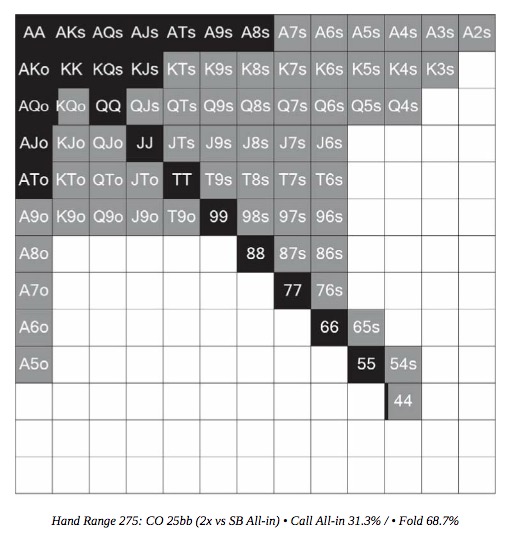 AA AKs AQs AJs ATs A9s A8s A7s A6s A5s A4s A3s A2s
AKo KK KQs KJs KTs K9s K8s K7s K6s K5s K4s K3s
AQo KQo QQ QJs QTs Q9s Q8s Q7s Q6s Q5s Q4s
AJo KJo QJo JJ JTs J9s J8s J7s J6s
ATo KTo QTo JTo TT T9s T8s T7s T6s
A9o K9o Q9o J9o T9o 99 98s 97s 96s
A8o 88 87s 86s
A7o 77 76s
A6o 66 65s
A5o 55 54s
44
Hand Range 275: CO 25bb (2x vs SB All-in) • Call All-in 31.3% / • Fold 68.7%